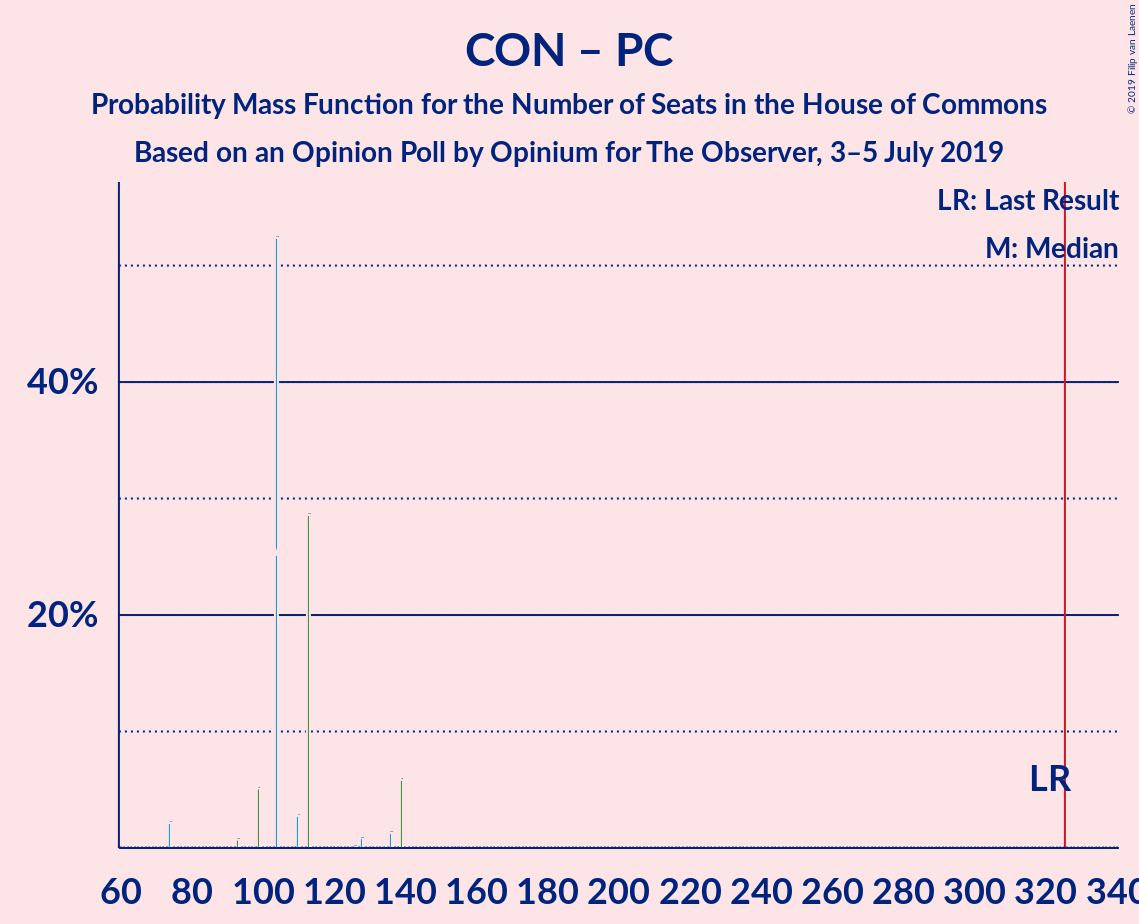 CON – PC
Probability Mass Function for the Number of Seats in the House of Commons
Based on an Opinion Poll by Opinium for The Observer, 3–5 July 2019
© 2019 Filip van Laenen
LR: Last Result
M: Median
40%
20%
LR
60 80 100 120 140 160 180 200 220 240 260 280 300 320 340